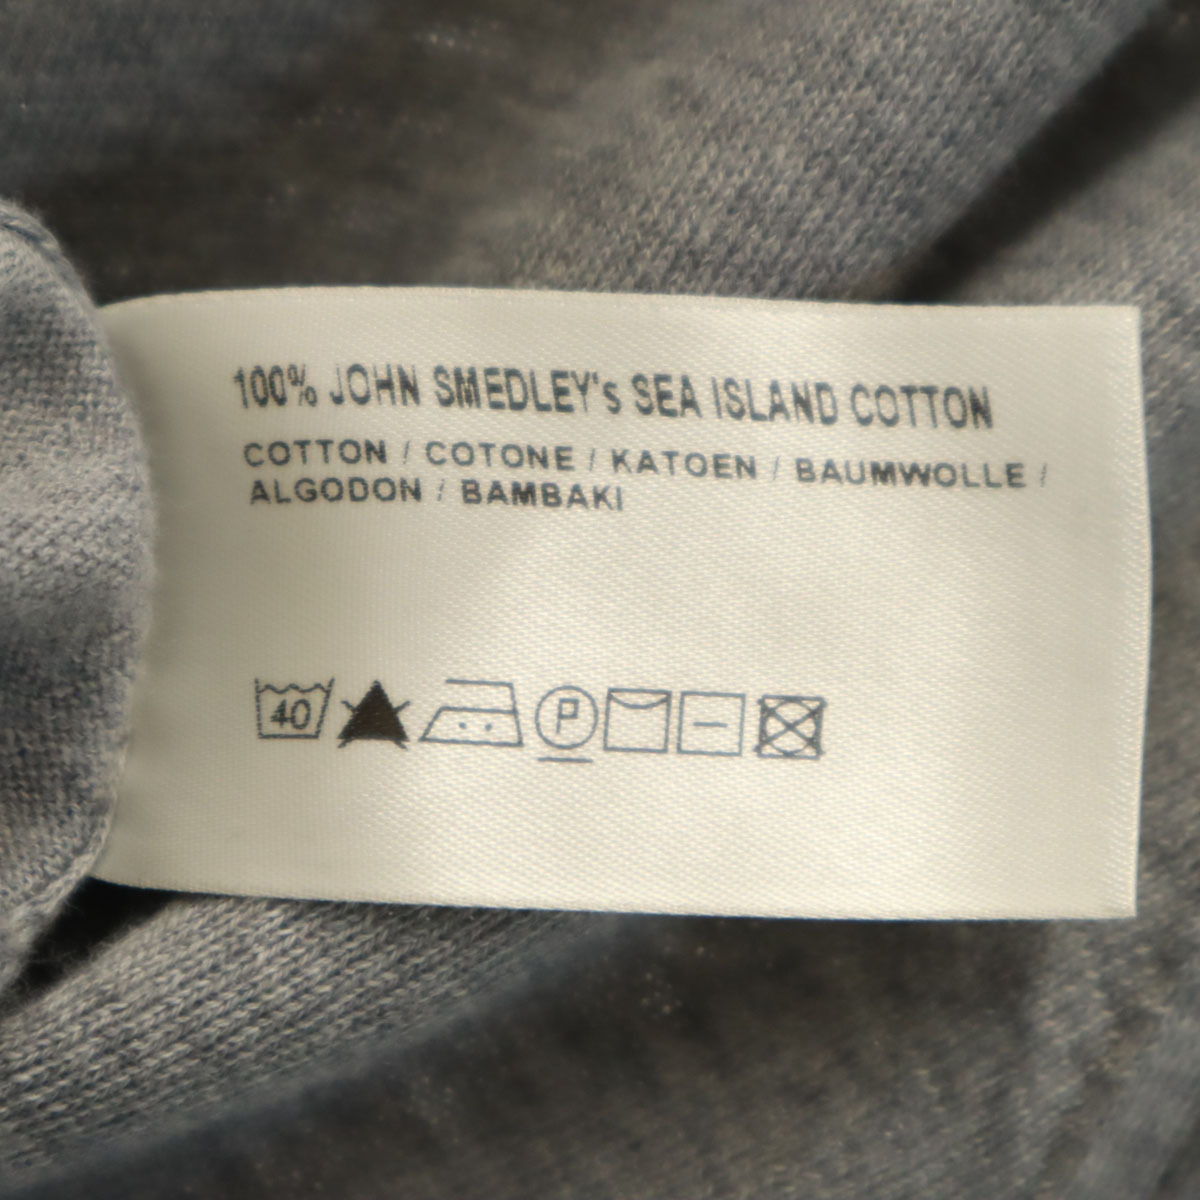 100% JOHN SMEDLEY's SEA ISLAND COTTON
COTTON / COTONE / KATOEN / BAUMWOLLE /
ALGODON / BAMBAKI
40 P